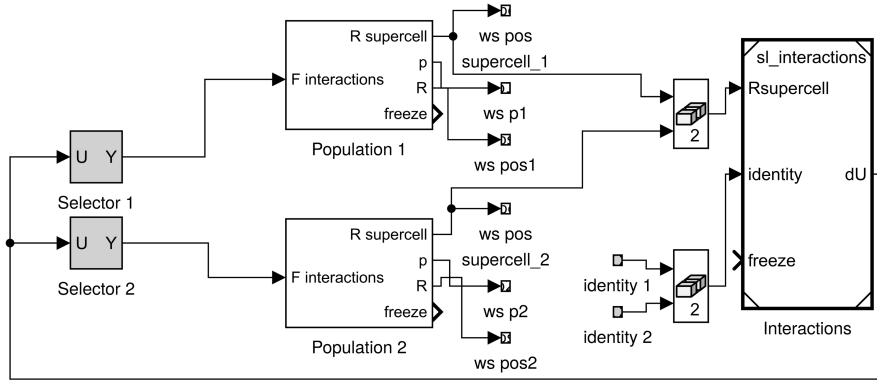 R supercell
p
R
freeze
F interactions
Population 1
ws pos
supercell_1
ws p1
ws pos1
U Y
Selector 1
U Y
Selector 2
R supercell
p
R
freeze
F interactions
Population 2
ws pos
supercell_2
ws p2
ws pos2
2
identity 1
identity 2
2
sl_interactions
Rsupercell
identity
dU
freeze
Interactions